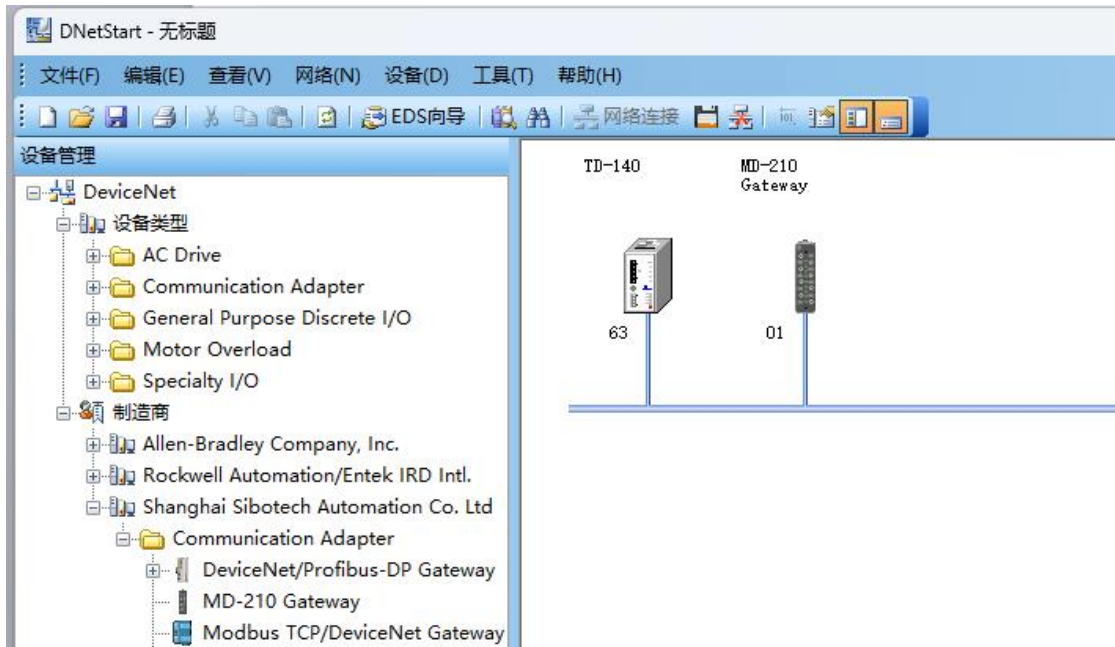 DNetStart - 无标题
文件(F) 编辑(E) 查看(V) 网络(N) 设备(D) 工具(T) 帮助(H)
EDS向导 网络连接
设备管理
DeviceNet
设备类型
AC Drive
Communication Adapter
General Purpose Discrete I/O
Motor Overload
Specialty I/O
制造商
Allen-Bradley Company, Inc.
Rockwell Automation/Entek IRD Intl.
Shanghai Sibotech Automation Co. Ltd
Communication Adapter
DeviceNet/Profibus-DP Gateway
MD-210 Gateway
Modbus TCP/DeviceNet Gateway
TD-140
MD-210
Gateway
63
01